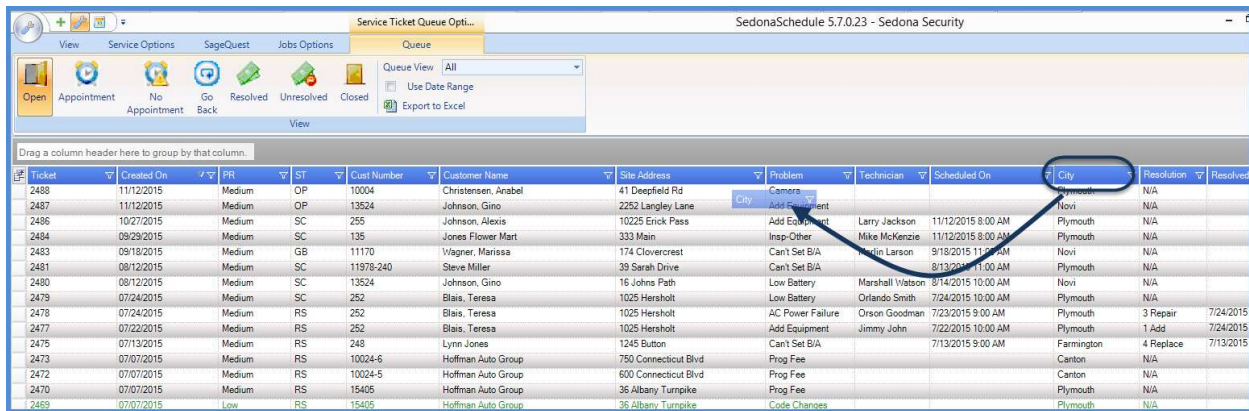 Service Ticket Queue Opti... SedonaSchedule 5.7.0.23 - Sedona Security
View Service Options SageQuest Jobs Options Queue
Open Appointment No Appointment Go Back Resolved Unresolved Closed
Queue View All
Use Date Range
Export to Excel
View
Drag a column header here to group by that column.
Ticket Created On PR ST Cust Number Customer Name Site Address Problem Technician Scheduled On City Resolution Resolved
2488 11/12/2015 Medium OP 10004 Christensen, Anabel 41 Deepfield Rd Camera Plymouth N/A
City
2487 11/12/2015 Medium OP 13524 Johnson, Gino 2252 Langley Lane Add Equipment Novi N/A
2486 10/27/2015 Medium SC 255 Johnson, Alexis 10225 Erick Pass Add Equipment Larry Jackson 11/12/2015 8:00 AM Plymouth N/A
2484 09/29/2015 Medium SC 135 Jones Flower Mart 333 Main Insp-Other Mike McKenzie 11/12/2015 8:00 AM Plymouth N/A
2483 09/18/2015 Medium GB 11170 Wagner, Marissa 174 Clovercrest Can't Set B/A Larson 9/18/2015 11:00 AM Novi N/A
2481 08/12/2015 Medium SC 11978-240 Steve Miller 39 Sarah Drive Can't Set B/A 8/13/2015 11:00 AM Plymouth N/A
2480 08/12/2015 Medium SC 13524 Johnson, Gino 16 Johns Path Low Battery Marshall Watson 8/14/2015 10:00 AM Novi N/A
2479 07/24/2015 Medium SC 252 Blais, Teresa 1025 Hersholt Low Battery Orlando Smith 7/24/2015 10:00 AM Plymouth N/A
2478 07/24/2015 Medium RS 252 Blais, Teresa 1025 Hersholt AC Power Failure Orson Goodman 7/23/2015 9:00 AM Plymouth 3 Repair 7/24/2015
2477 07/22/2015 Medium RS 252 Blais, Teresa 1025 Hersholt Add Equipment Jimmy John 7/22/2015 10:00 AM Plymouth 1 Add 7/24/2015
2475 07/13/2015 Medium RS 248 Lynn Jones 1245 Button Can't Set B/A 7/13/2015 9:00 AM Farmington 4 Replace 7/13/2015
2473 07/07/2015 Medium RS 10024-6 Hoffman Auto Group 750 Connecticut Blvd Prog Fee Canton N/A
2472 07/07/2015 Medium RS 10024-5 Hoffman Auto Group 600 Connecticut Blvd Prog Fee Canton N/A
2470 07/07/2015 Medium RS 15405 Hoffman Auto Group 36 Albany Turnpike Prog Fee Plymouth N/A
2469 07/07/2015 Low RS 15405 Hoffman Auto Group 36 Albany Turnpike Code Changes Plymouth N/A